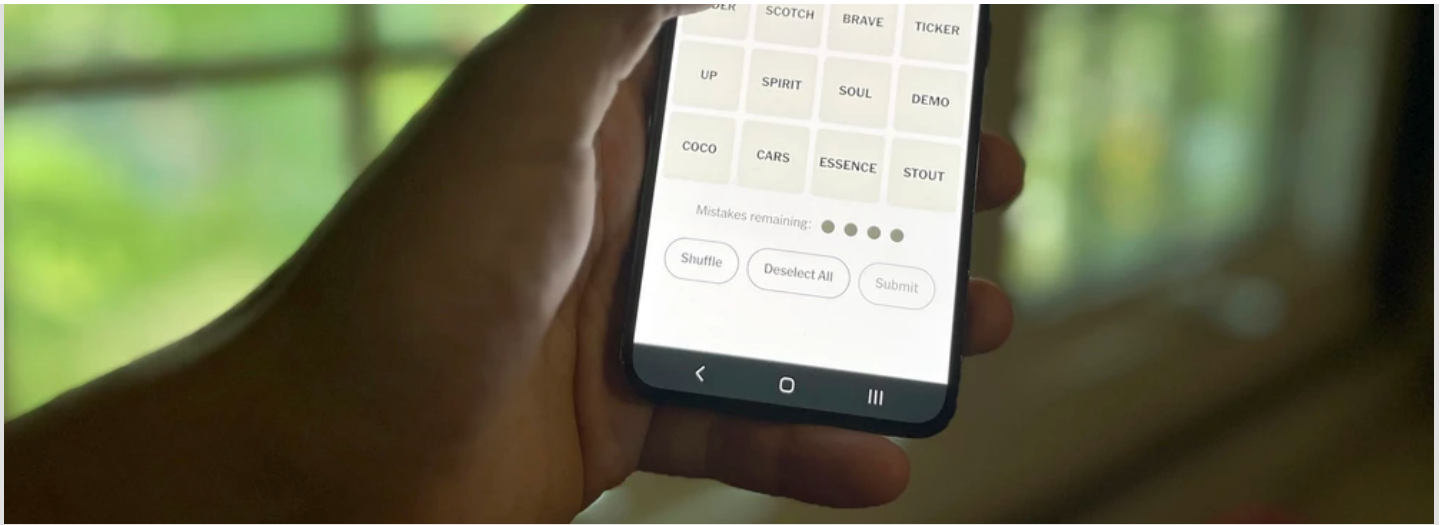 SCOTCH BRAVE TICKER
UP SPIRIT SOUL DEMO
COCO CARS ESSENCE STOUT
Mistakes remaining:
Shuffle Deselect All Submit